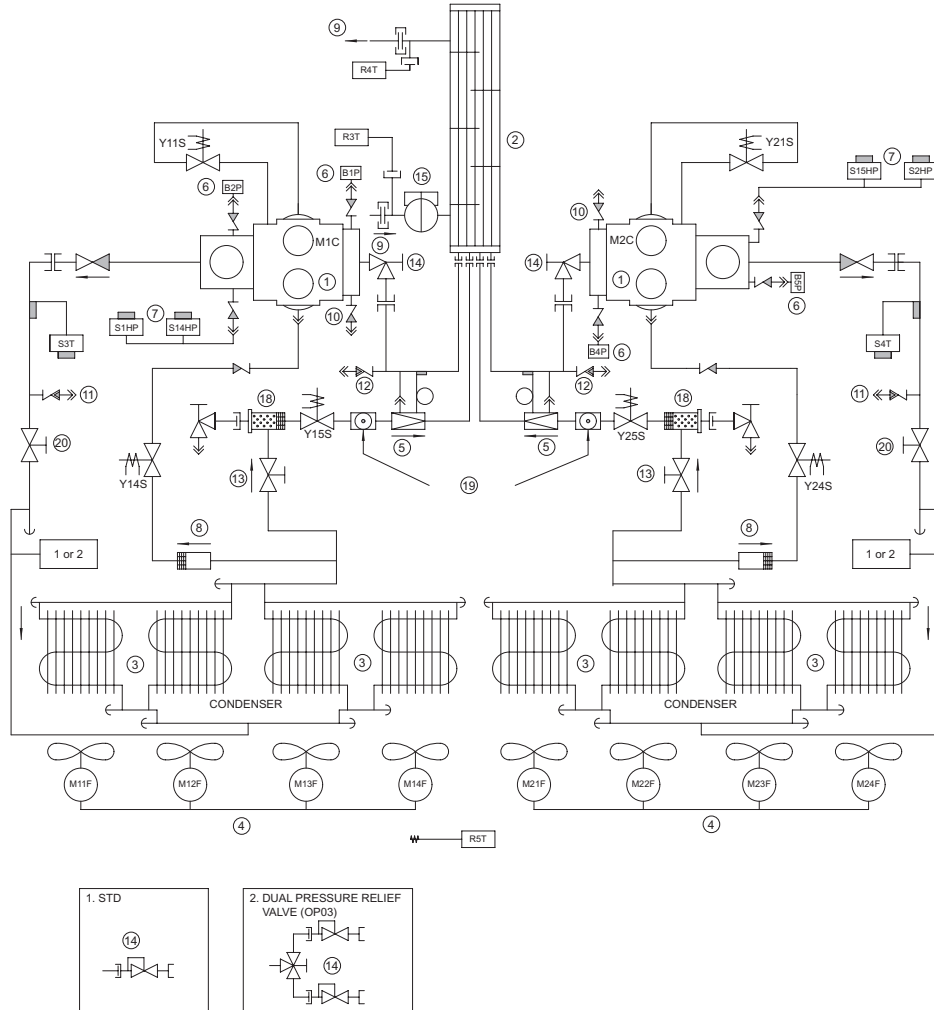 9
R4T
R3T
2
Y11S
Y21S
7
S15HP
S2HP
6
B2P
6
B1P
15
10
M1C
9
14
1
10
M2C
14
1
B5P
6
7
S1HP
S14HP
S3T
B4P
6
S4T
11
12
12
11
18
18
20
Y15S
5
5
Y25S
20
Y14S
13
19
13
Y24S
8
8
1 or 2
1 or 2
3
3
3
3
CONDENSER
CONDENSER
M11F
M12F
M13F
M14F
M21F
M22F
M23F
M24F
4
4
R5T
1. STD
14
2. DUAL PRESSURE RELIEF
VALVE (OP03)
14